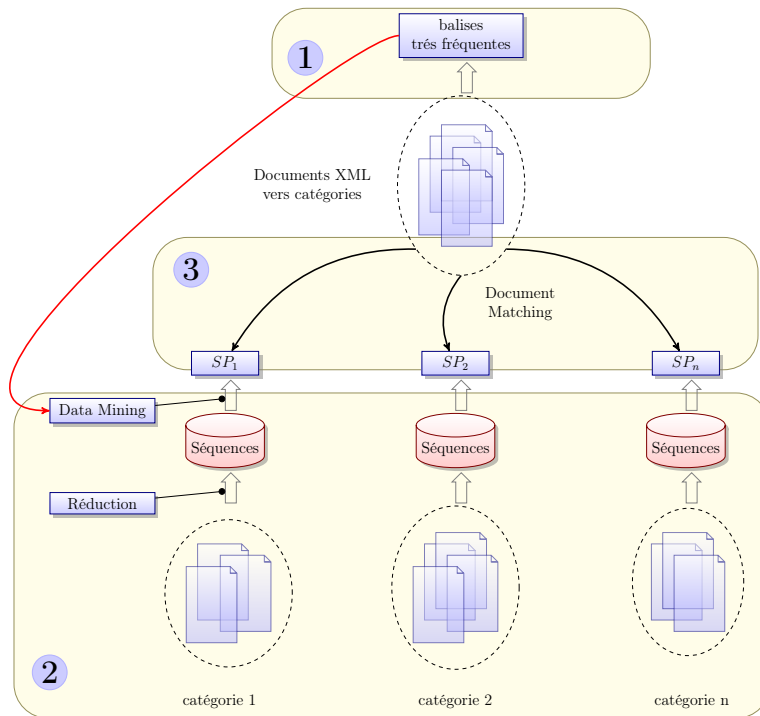 balises
trés fréquentes
1
Documents XML
vers catégories
3
Document
Matching
SP1
SP2
SPn
Data Mining
Séquences
Séquences
Séquences
Réduction
2
catégorie 1
catégorie 2
catégorie n